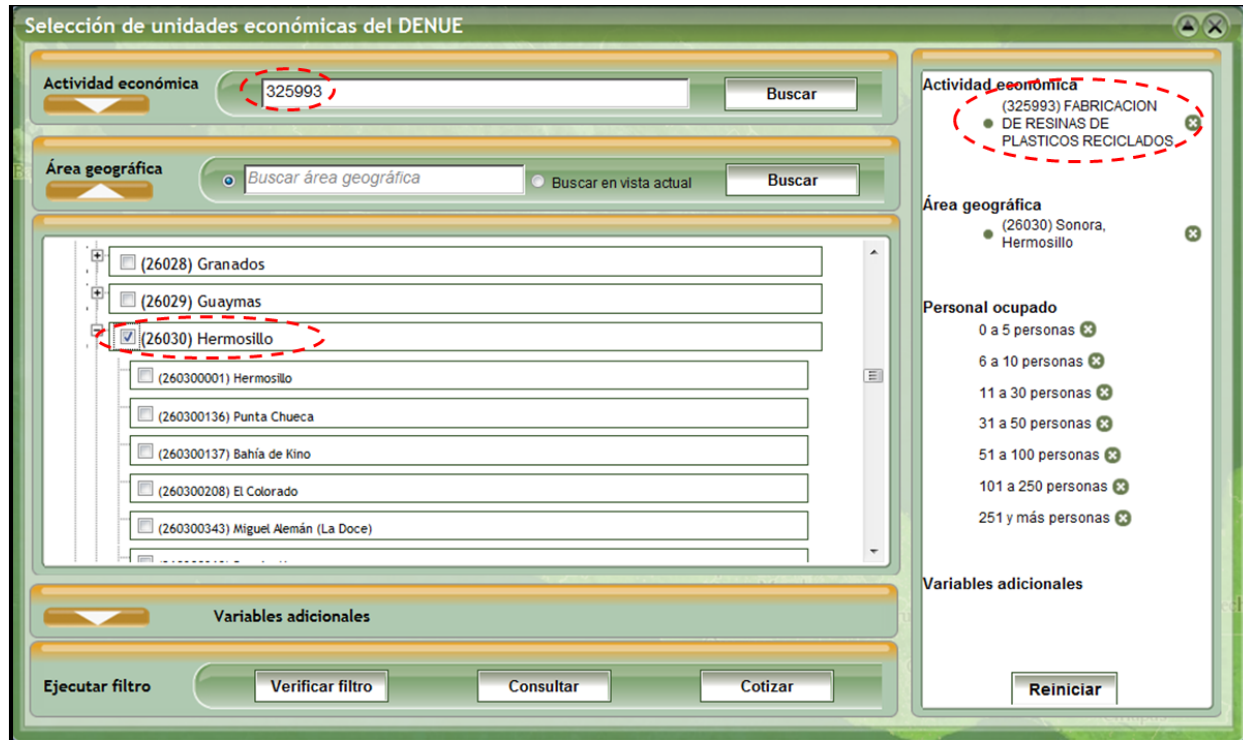 Selección de unidades económicas del DENUE
Actividad económica
325993
Buscar
Área geográfica
Buscar área geográfica
Buscar en vista actual
Buscar
(26028) Granados
(26029) Guaymas
(26030) Hermosillo
(260300001) Hermosillo
(260300136) Punta Chueca
(260300137) Bahía de Kino
(260300208) El Colorado
(260300343) Miguel Alemán (La Doce)
Variables adicionales
Ejecutar filtro
Verificar filtro
Consultar
Cotizar
Actividad económica
(325993) FABRICACION
DE RESINAS DE
PLASTICOS RECICLADOS
Área geográfica
(26030) Sonora,
Hermosillo
Personal ocupado
0 a 5 personas
6 a 10 personas
11 a 30 personas
31 a 50 personas
51 a 100 personas
101 a 250 personas
251 y más personas
Variables adicionales
Reiniciar